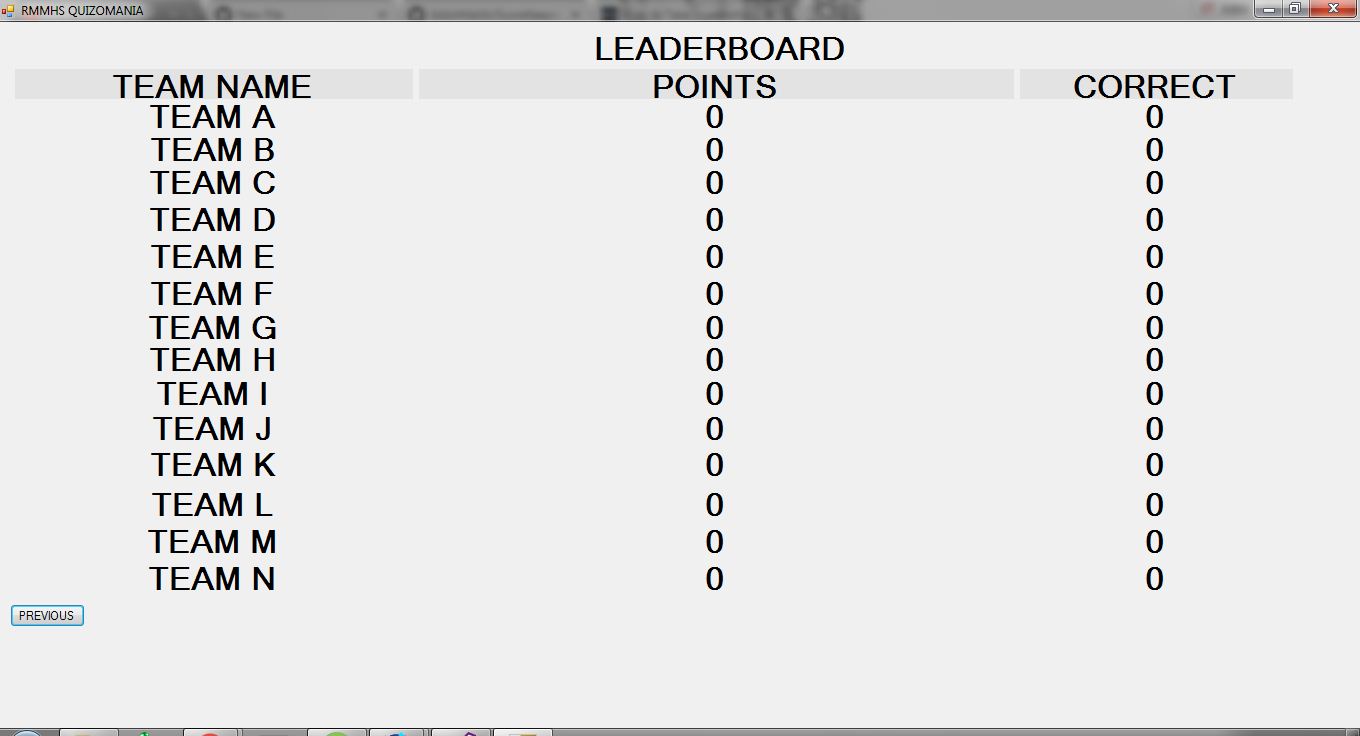 RMMHS QUIZOMANIA
LEADERBOARD
TEAM NAME POINTS CORRECT
TEAM A 0 0
TEAM B 0 0
TEAM C 0 0
TEAM D 0 0
TEAM E 0 0
TEAM F 0 0
TEAM G 0 0
TEAM H 0 0
TEAM I 0 0
TEAM J 0 0
TEAM K 0 0
TEAM L 0 0
TEAM M 0 0
TEAM N 0 0
PREVIOUS